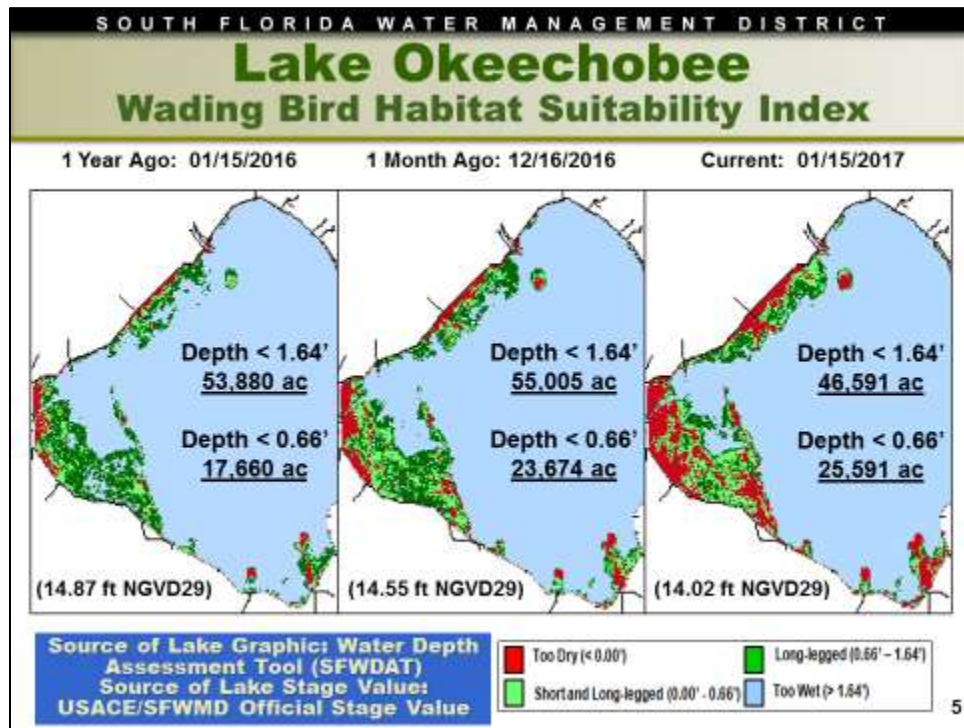 SOUTH FLORIDA WATER MANAGEMENT DISTRICT
Lake Okeechobee
Wading Bird Habitat Suitability Index
1 Year Ago: 01/15/2016
1 Month Ago: 12/16/2016
Current: 01/15/2017
Depth < 1.64'
53,880 ac
Depth < 0.66'
17,660 ac
(14.87 ft NGVD29)
Depth < 1.64'
55,005 ac
Depth < 0.66'
23,674 ac
(14.55 ft NGVD29)
Depth < 1.64'
46,591 ac
Depth < 0.66'
25,591 ac
(14.02 ft NGVD29)
Source of Lake Graphic: Water Depth
Assessment Tool (SFWDAT)
Source of Lake Stage Value:
USACE/SFWMD Official Stage Value
Too Dry (< 0.00')
Short and Long-legged (0.00' - 0.66')
Long-legged (0.66' – 1.64')
Too Wet (> 1.64')
5